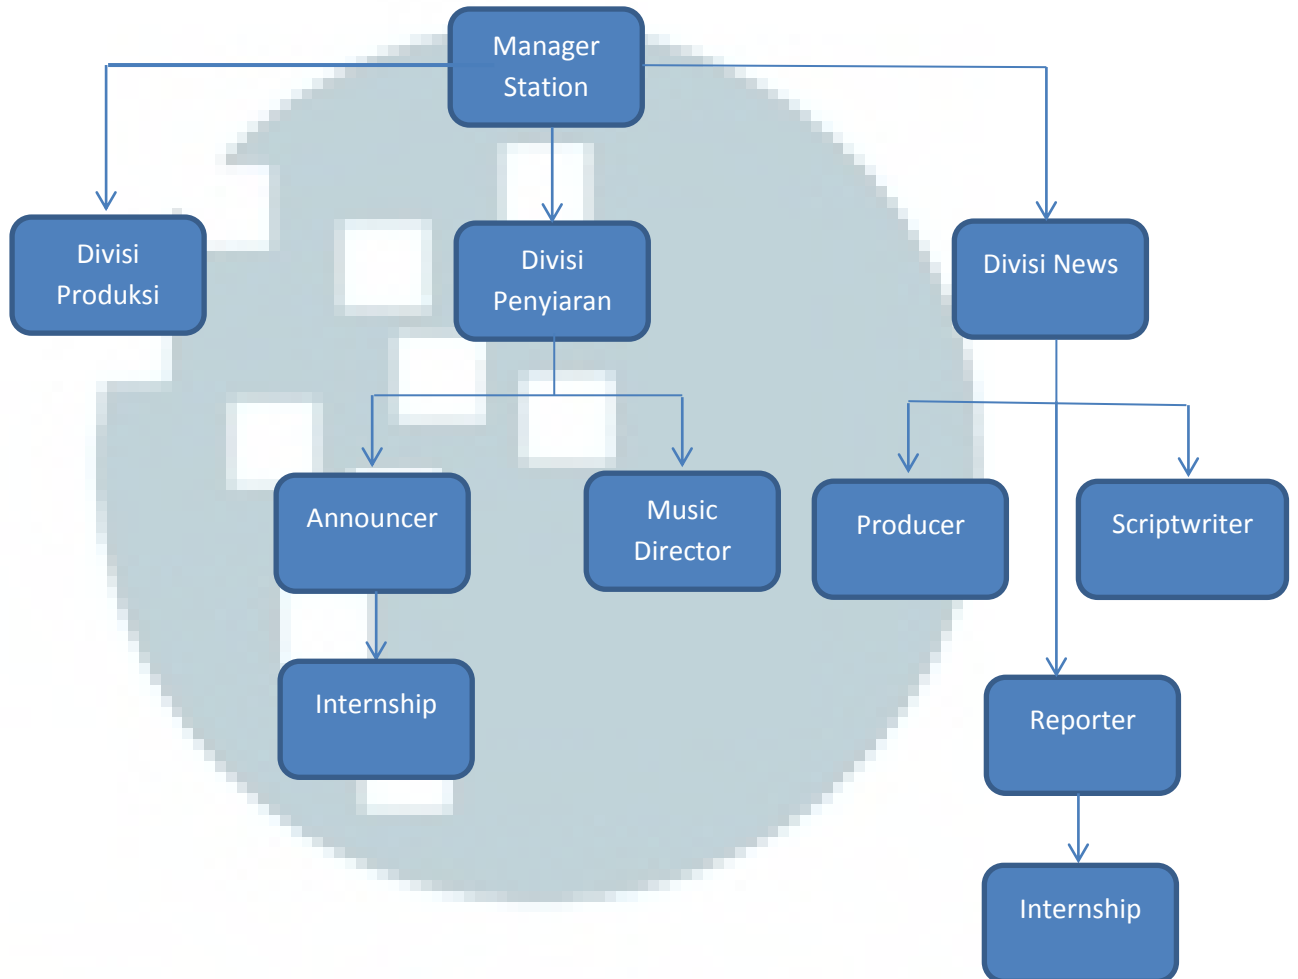 Manager
Station
Divisi
Produksi
Divisi
Penyiaran
Divisi News
Announcer
Music
Director
Producer
Scriptwriter
Internship
Reporter
Internship